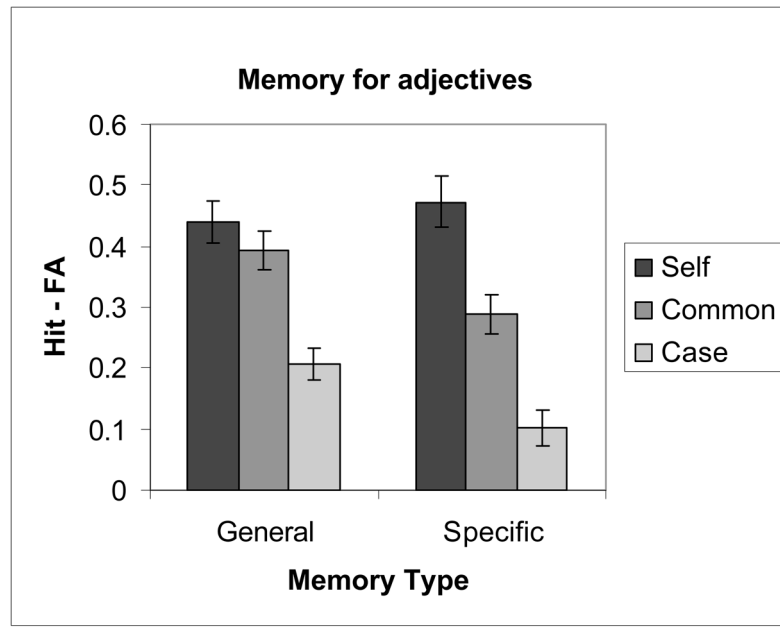 Memory for adjectives
0.6
0.5
0.4
0.3
0.2
0.1
0
Hit - FA
General Specific
Memory Type
Self
Common
Case